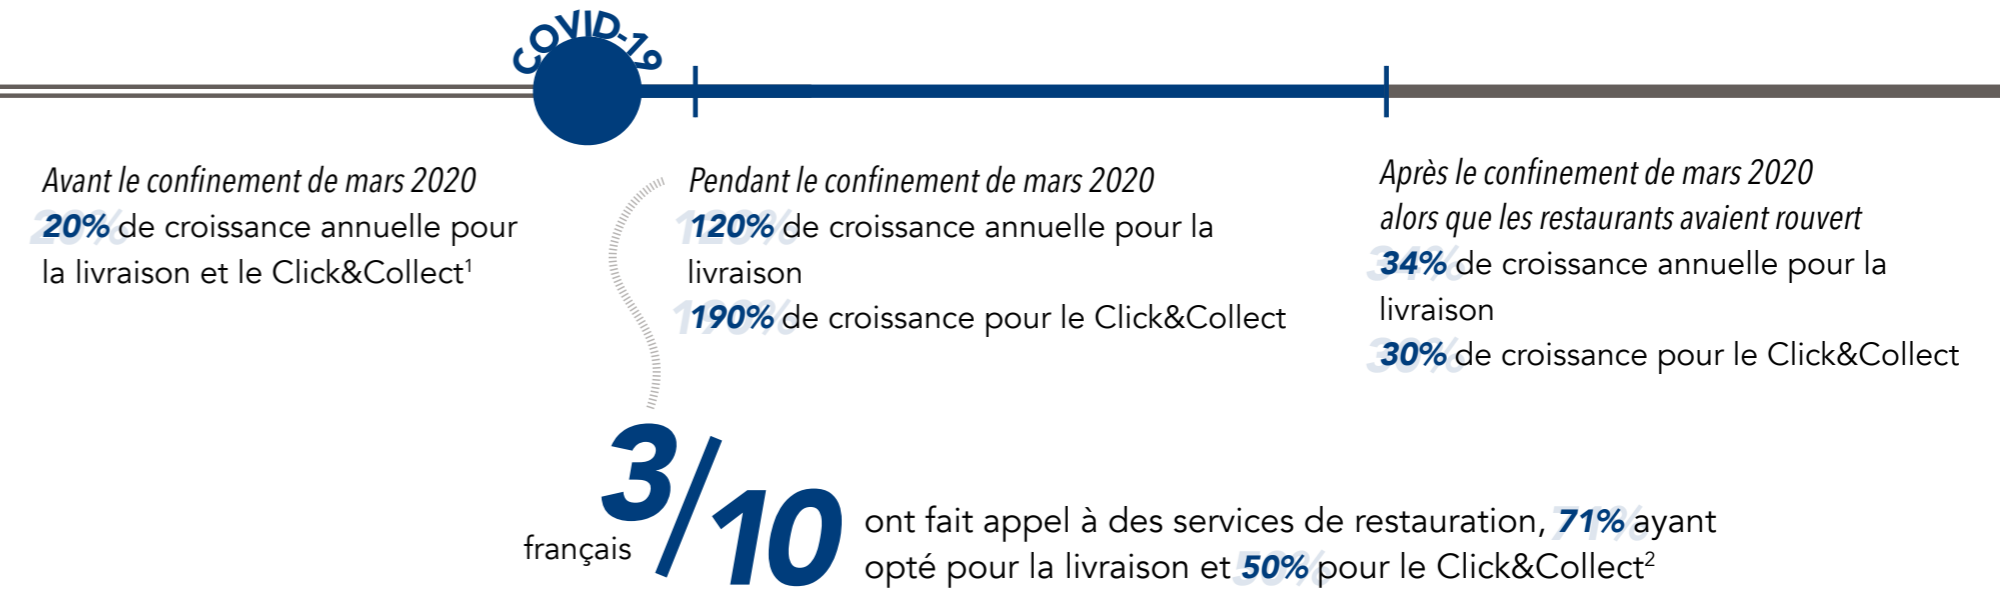 COVID-19
Avant le confinement de mars 2020
20% de croissance annuelle pour
la livraison et le Click&Collect¹
Pendant le confinement de mars 2020
120% de croissance annuelle pour la
livraison
190% de croissance pour le Click&Collect
Après le confinement de mars 2020
alors que les restaurants avaient rouvert
34% de croissance annuelle pour la
livraison
30% de croissance pour le Click&Collect
3/10
français
ont fait appel à des services de restauration, 71% ayant
opté pour la livraison et 50% pour le Click&Collect²